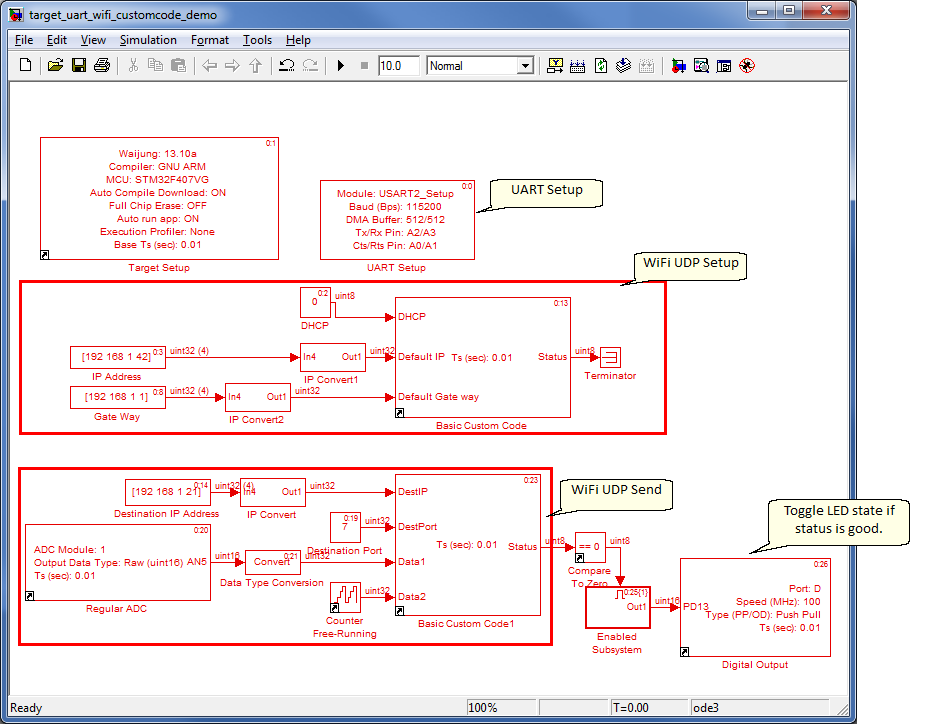 target_uart_wifi_customcode_demo
File Edit View Simulation Format Tools Help
10.0 Normal
0:1
Waijung: 13.10a
Compiler: GNU ARM
MCU: STM32F407VG
Auto Compile Download: ON
Full Chip Erase: OFF
Auto run app: ON
Execution Profiler: None
Base Ts (sec): 0.01
Target Setup
0:0
Module: USART2_Setup
Baud (Bps): 115200
DMA Buffer: 512/512
Tx/Rx Pin: A2/A3
Cts/Rts Pin: A0/A1
UART Setup
UART Setup
WiFi UDP Setup
0:2
0
uint8
DHCP
[192 168 1 42]
0:3
uint32 (4)
IP Address
In4 Out1
uint32
IP Convert1
[192 168 1 1]
0:8
uint32 (4)
Gate Way
In4 Out1
uint32
IP Convert2
0:13
DHCP
Default IP Ts (sec): 0.01 Status
Default Gate way
Basic Custom Code
uint8
Terminator
WiFi UDP Send
[192 168 1 21]
0:14
uint32 (4)
Destination IP Address
In4 Out1
uint32
IP Convert
0:19
7
uint32
Destination Port
0:20
ADC Module: 1
Output Data Type: Raw (uint16) AN5
Ts (sec): 0.01
Regular ADC
uint16
0:21
Convert
uint32
Data Type Conversion
uint32
Counter
Free-Running
0:23
DestIP
DestPort
Ts (sec): 0.01 Status
Data1
Data2
Basic Custom Code1
uint8
== 0
uint8
Compare
To Zero
0:25{1}
Out1
uint16
Enabled
Subsystem
Toggle LED state if
status is good.
0:26
Port: D
Speed (MHz): 100
PD13 Type (PP/OD): Push Pull
Ts (sec): 0.01
Digital Output
Ready 100% T=0.00 ode3